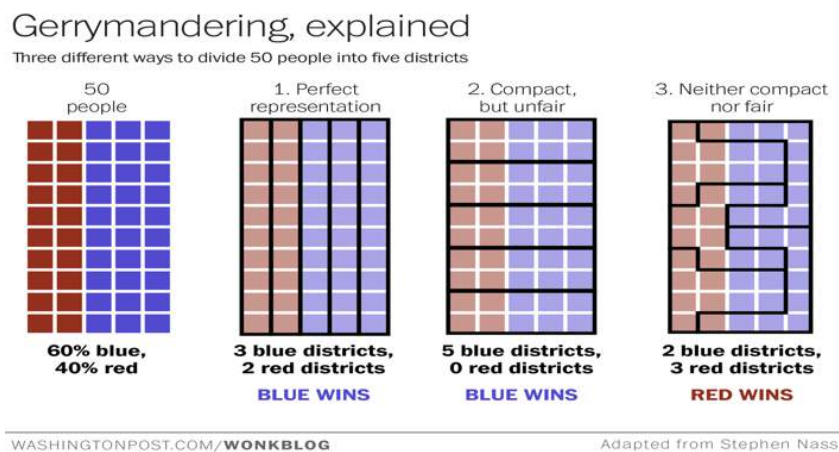 Gerrymandering, explained
Three different ways to divide 50 people into five districts
50
people
1. Perfect
representation
2. Compact,
but unfair
3. Neither compact
nor fair
60% blue,
40% red
3 blue districts,
2 red districts
BLUE WINS
5 blue districts,
0 red districts
BLUE WINS
2 blue districts,
3 red districts
RED WINS
WASHINGTONPOST.COM/WONKBLOG
Adapted from Stephen Nass